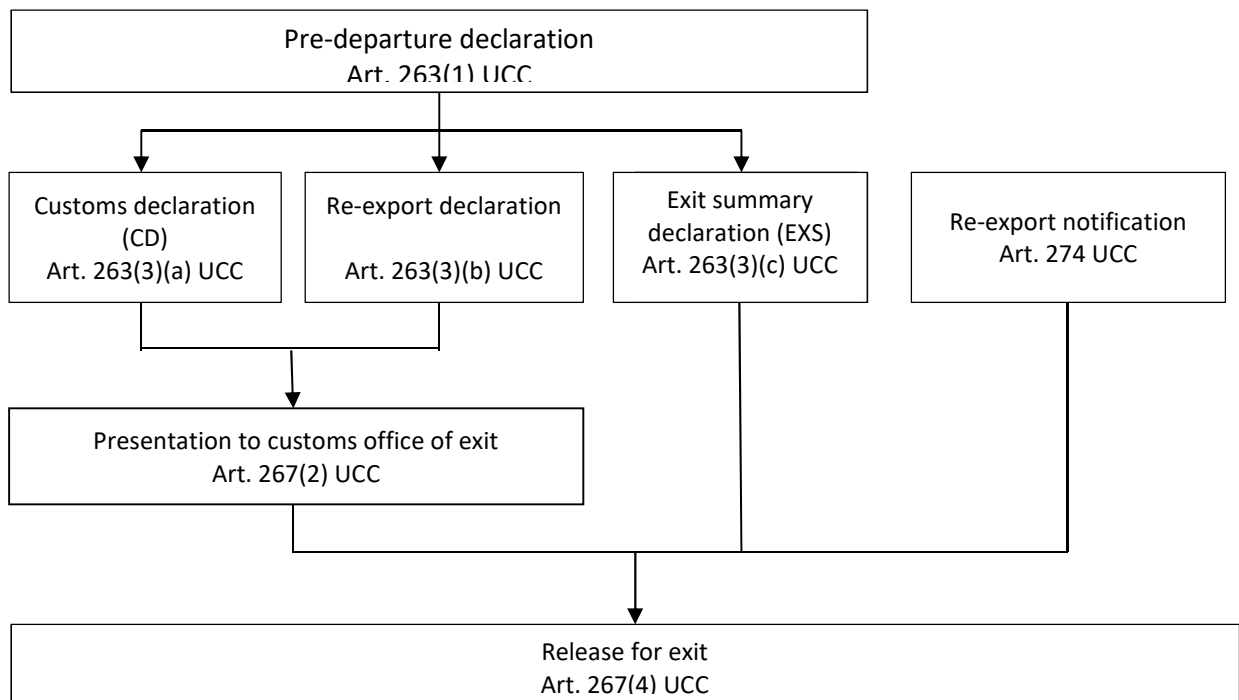 Pre-departure declaration
Art. 263(1) UCC
Customs declaration
(CD)
Art. 263(3)(a) UCC
Re-export declaration
Art. 263(3)(b) UCC
Exit summary
declaration (EXS)
Art. 263(3)(c) UCC
Re-export notification
Art. 274 UCC
Presentation to customs office of exit
Art. 267(2) UCC
Release for exit
Art. 267(4) UCC